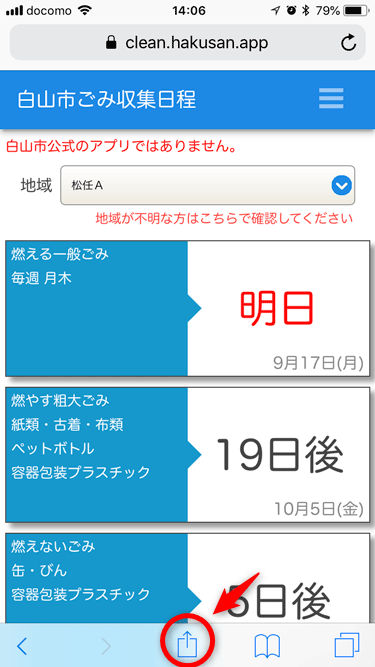 docomo 14:06 79%
clean.hakusan.app
白山市ごみ収集日程
白山市公式のアプリではありません。
地域 松任A
地域が不明な方はこちらで確認してください
燃える一般ごみ
毎週 月木
明日
9月17日(月)
燃やす粗大ごみ
紙類・古着・布類
ペットボトル
容器包装プラスチック
19日後
10月5日(金)
燃えないごみ
缶・びん
容器包装プラスチック
日後